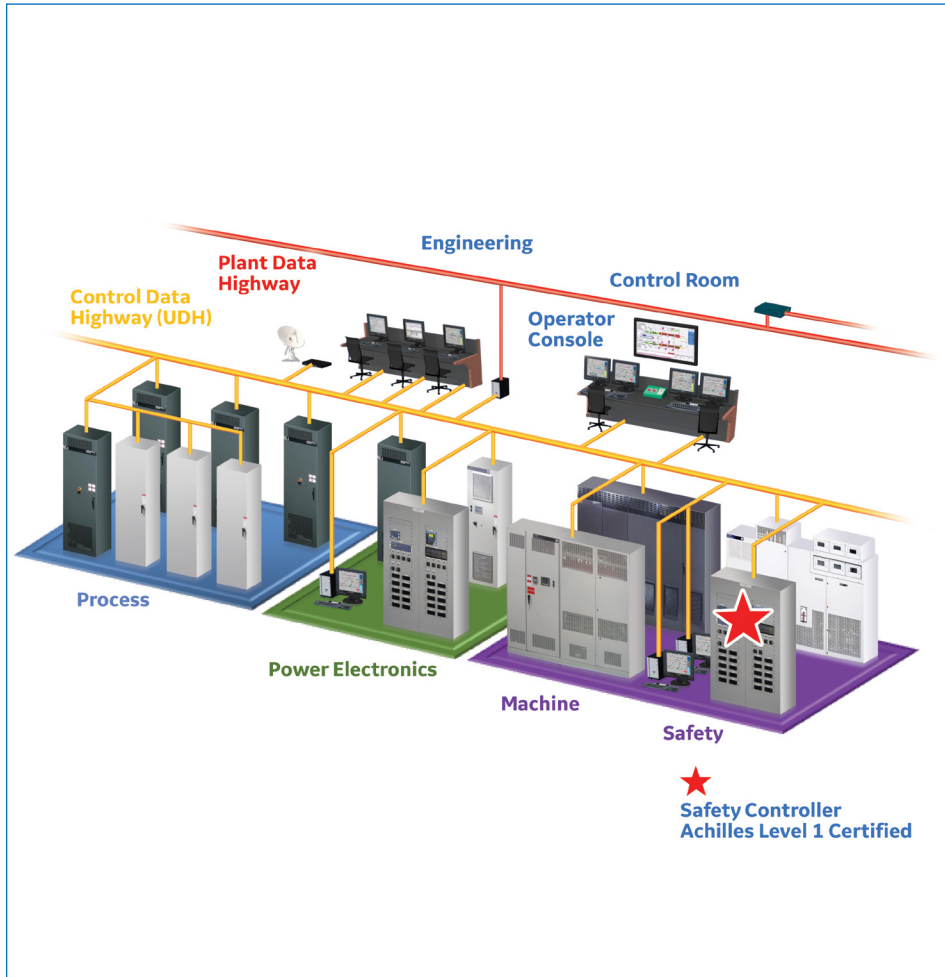 Engineering
Plant Data
Highway
Control Room
Control Data
Highway (UDH)
Operator
Console
Process
Power Electronics
Machine
Safety
Safety Controller
Achilles Level 1 Certified